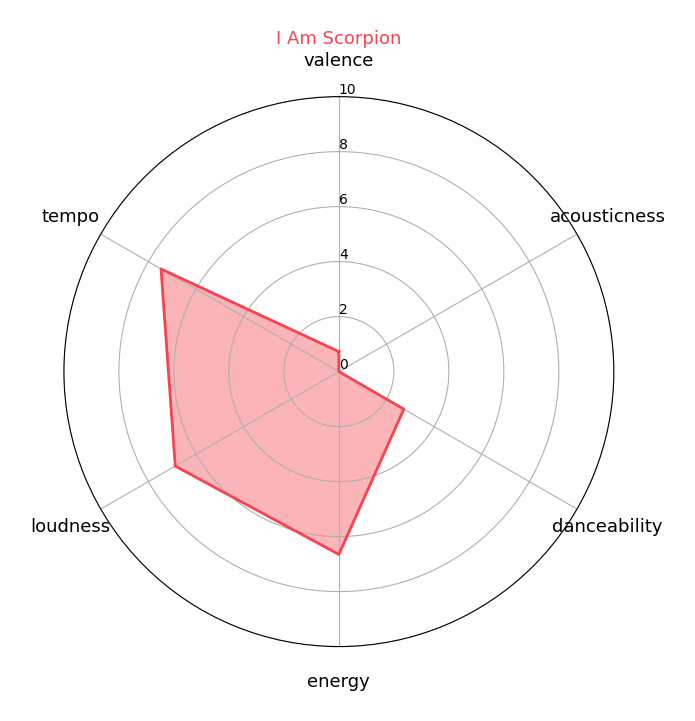 I Am Scorpion
valence
10
8
tempo
6
acousticness
4
2
0
loudness
danceability
energy